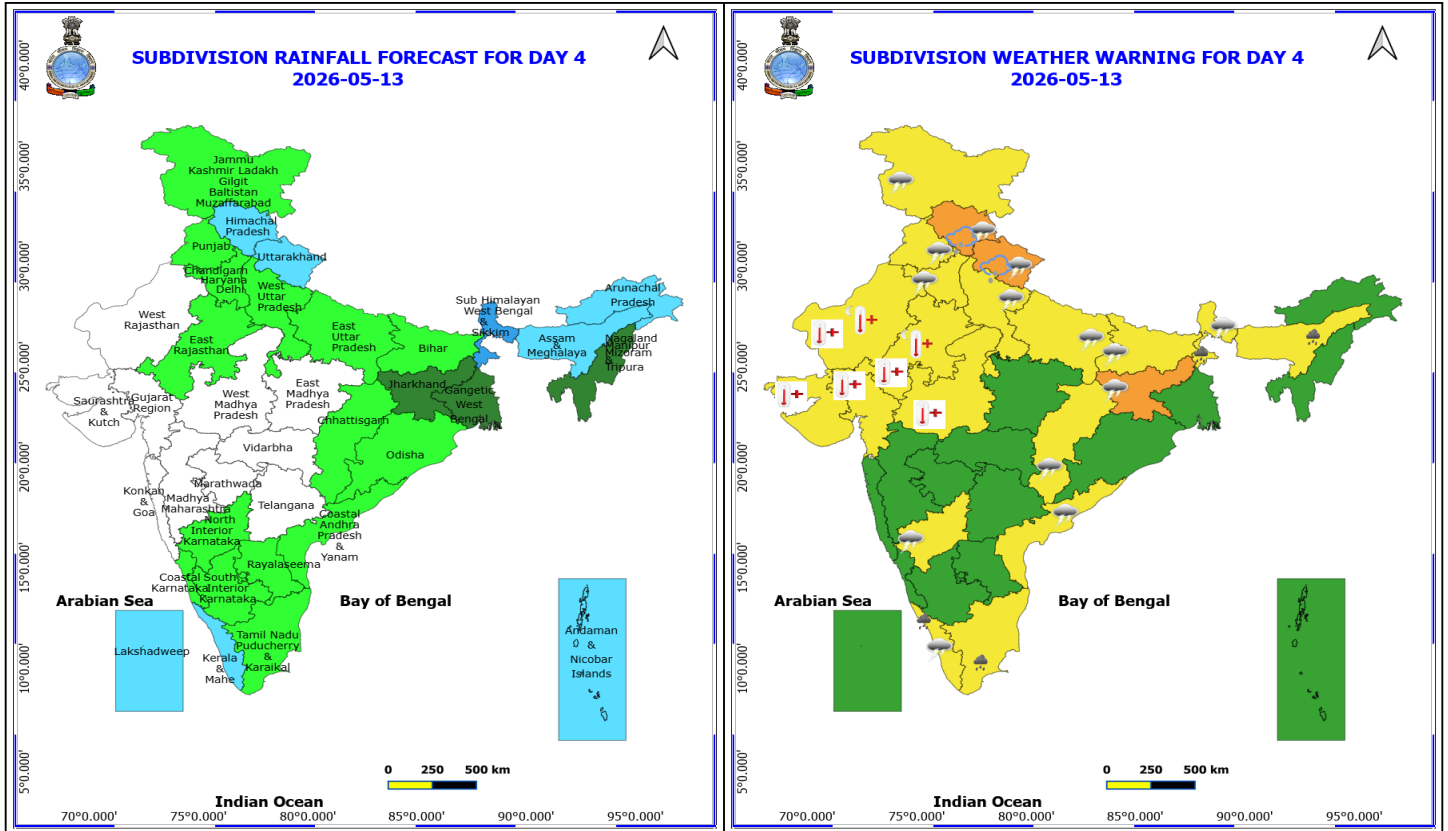 SUBDIVISION RAINFALL FORECAST FOR DAY 4
2026-05-13
40°0.000'
35°0.000'
30°0.000'
25°0.000'
20°0.000'
15°0.000'
10°0.000'
5°0.000'
Jammu
Kashmir Ladakh
Gilgit
Baltistan
Muzaffarabad
Himachal
Pradesh
Punjab
Uttarakhand
Chandigarh
Haryana
Delhi
West
Uttar
Pradesh
West
Rajasthan
East
Rajasthan
East
Uttar
Pradesh
Bihar
Sub Himalayan
West Bengal
&
Sikkim
Arunachal
Pradesh
Assam
&
Meghalaya
Nagaland
Manipur
Mizoram
&
Tripura
Jharkhand
Gangetic
West
Bengal
Saurashtra
&
Kutch
Gujarat
Region
West
Madhya
Pradesh
East
Madhya
Pradesh
Chhattisgarh
Odisha
Vidarbha
Marathwada
Konkan
&
Goa
Madhya
Maharashtra
Telangana
North
Interior
Karnataka
Coastal
Andhra
Pradesh
&
Yanam
Rayalaseema
Coastal
Karnataka
South
Interior
Karnataka
Arabian Sea
Bay of Bengal
Lakshadweep
Kerala
&
Mahe
Tamil Nadu
Puducherry
&
Karaikal
Andaman
&
Nicobar
Islands
0 250 500 km
Indian Ocean
70°0.000' 75°0.000' 80°0.000' 85°0.000' 90°0.000' 95°0.000'
SUBDIVISION WEATHER WARNING FOR DAY 4
2026-05-13
40°0.000'
35°0.000'
30°0.000'
25°0.000'
20°0.000'
15°0.000'
10°0.000'
5°0.000'
Arabian Sea
Bay of Bengal
0 250 500 km
Indian Ocean
70°0.000' 75°0.000' 80°0.000' 85°0.000' 90°0.000' 95°0.000'